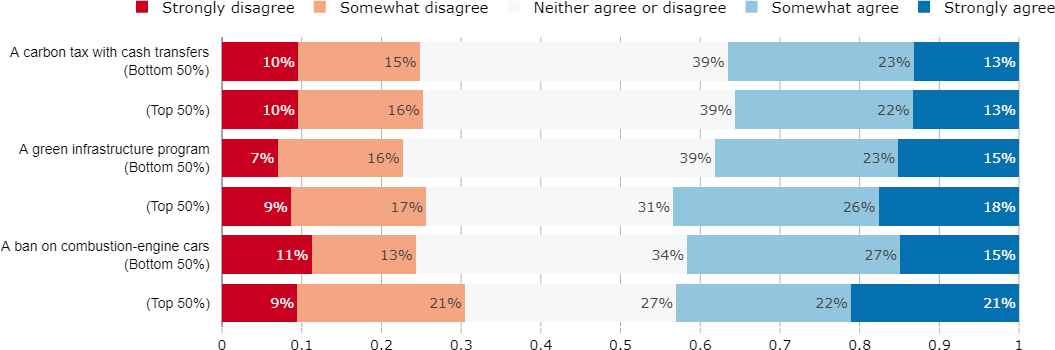 Strongly disagree Somewhat disagree Neither agree or disagree Somewhat agree Strongly agree
A carbon tax with cash transfers
(Bottom 50%)
10% 15% 39% 23% 13%
(Top 50%) 10% 16% 39% 22% 13%
A green infrastructure program
(Bottom 50%)
7% 16% 39% 23% 15%
(Top 50%) 9% 17% 31% 26% 18%
A ban on combustion-engine cars
(Bottom 50%)
11% 13% 34% 27% 15%
(Top 50%) 9% 21% 27% 22% 21%
0 0.1 0.2 0.3 0.4 0.5 0.6 0.7 0.8 0.9 1